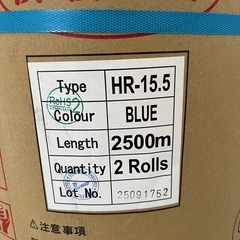 Type HR-15.5
RoHS2
Colour BLUE
Length 2500m
Quantity 2 Rolls
Lot No. 25091752
⚠注意事項